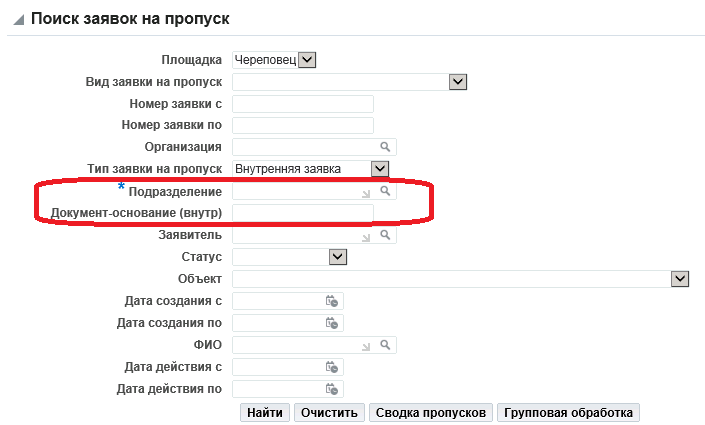 Поиск заявок на пропуск
Площадка Череповец
Вид заявки на пропуск
Номер заявки с
Номер заявки по
Организация
Тип заявки на пропуск Внутренняя заявка
* Подразделение
Документ-основание (внутр)
Заявитель
Статус
Объект
Дата создания с
Дата создания по
ФИО
Дата действия с
Дата действия по
Найти Очистить Сводка пропусков Групповая обработка